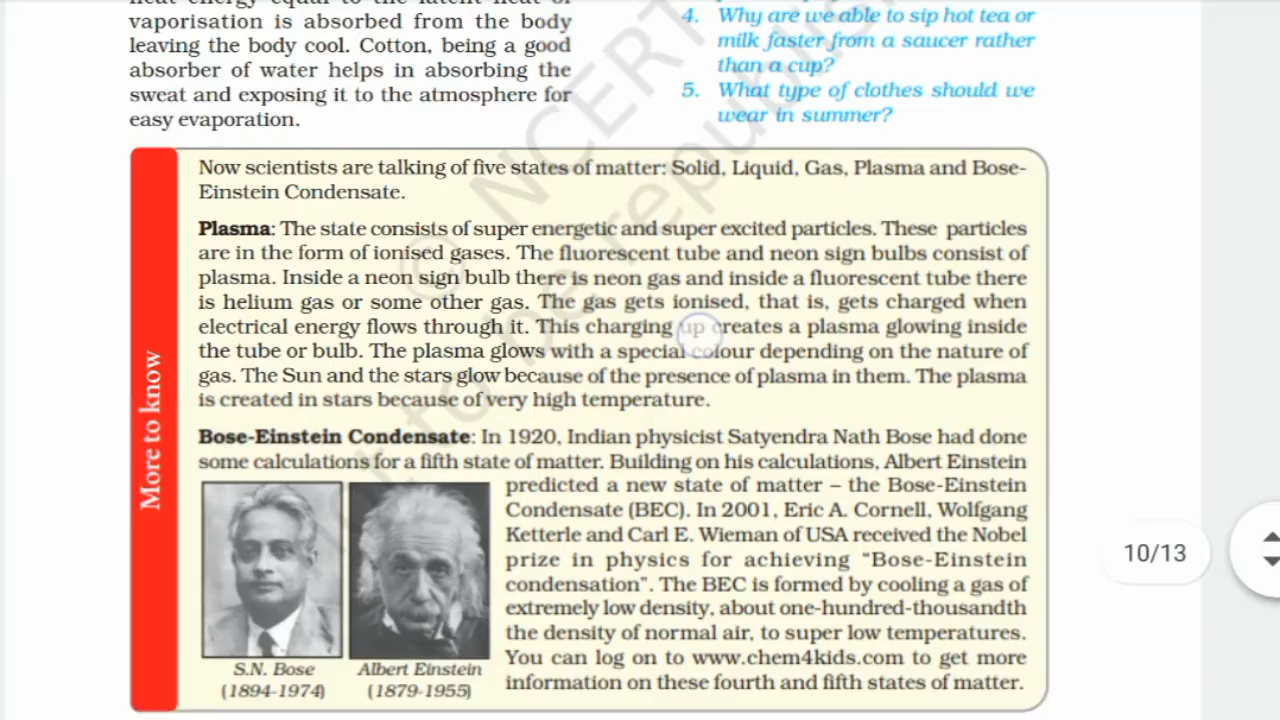 heat energy equal to the latent heat of
vaporisation is absorbed from the body
leaving the body cool. Cotton, being a good
absorber of water helps in absorbing the
sweat and exposing it to the atmosphere for
easy evaporation.
4. Why are we able to sip hot tea or
milk faster from a saucer rather
than a cup?
5. What type of clothes should we
wear in summer?
More to know
Now scientists are talking of five states of matter: Solid, Liquid, Gas, Plasma and Bose-
Einstein Condensate.
Plasma: The state consists of super energetic and super excited particles. These particles
are in the form of ionised gases. The fluorescent tube and neon sign bulbs consist of
plasma. Inside a neon sign bulb there is neon gas and inside a fluorescent tube there
is helium gas or some other gas. The gas gets ionised, that is, gets charged when
electrical energy flows through it. This charging up creates a plasma glowing inside
the tube or bulb. The plasma glows with a special colour depending on the nature of
gas. The Sun and the stars glow because of the presence of plasma in them. The plasma
is created in stars because of very high temperature.
Bose-Einstein Condensate: In 1920, Indian physicist Satyendra Nath Bose had done
some calculations for a fifth state of matter. Building on his calculations, Albert Einstein
predicted a new state of matter – the Bose-Einstein
Condensate (BEC). In 2001, Eric A. Cornell, Wolfgang
Ketterle and Carl E. Wieman of USA received the Nobel
prize in physics for achieving "Bose-Einstein
condensation". The BEC is formed by cooling a gas of
extremely low density, about one-hundred-thousandth
the density of normal air, to super low temperatures.
You can log on to www.chem4kids.com to get more
information on these fourth and fifth states of matter.
S.N. Bose
(1894-1974)
Albert Einstein
(1879-1955)
10/13
© NCERT
be republish